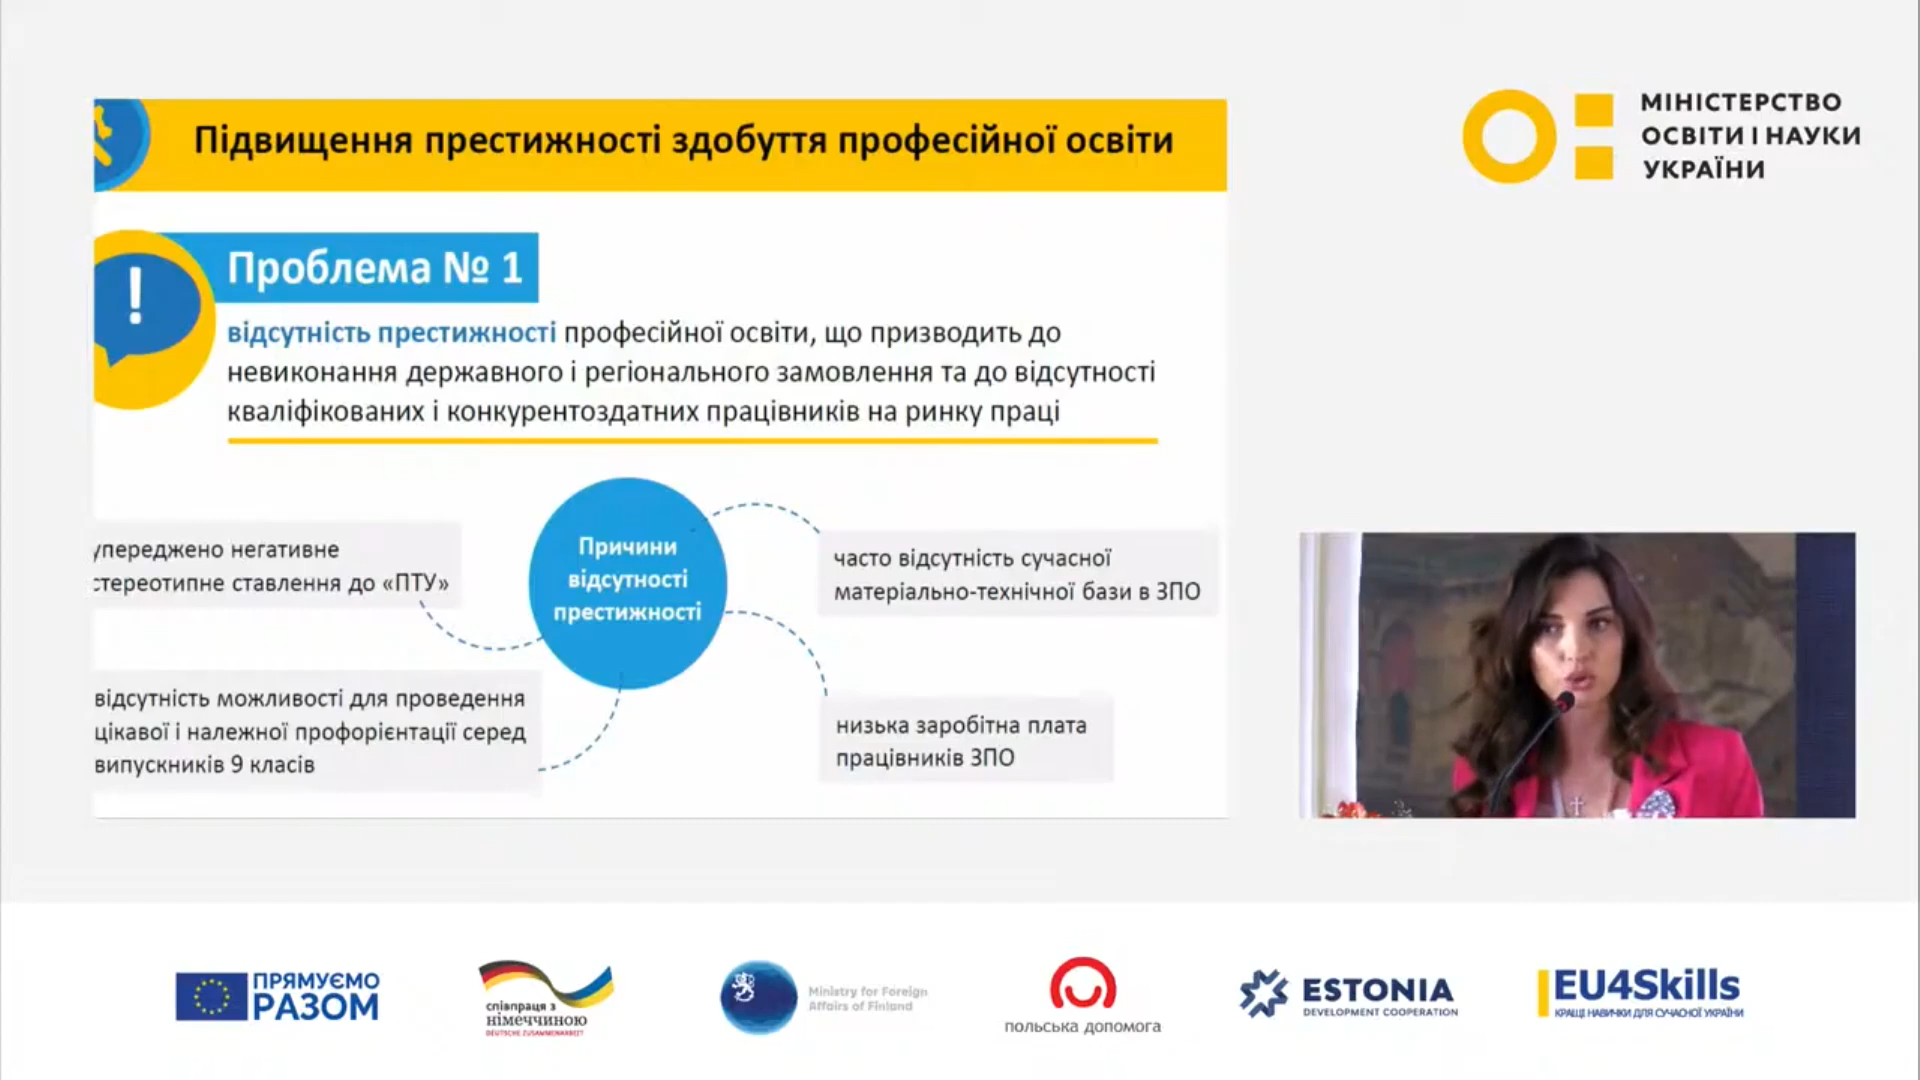 Підвищення престижності здобуття професійної освіти
МІНІСТЕРСТВО
ОСВІТИ І НАУКИ
УКРАЇНИ
!
Проблема № 1
відсутність престижності професійної освіти, що призводить до
невиконання державного і регіонального замовлення та до відсутності
кваліфікованих і конкурентоздатних працівників на ринку праці
упереджено негативне
стереотипне ставлення до «ПТУ»
Причини
відсутності
престижності
часто відсутність сучасної
матеріально-технічної бази в ЗПО
відсутність можливості для проведення
цікавої і належної профорієнтації серед
випускників 9 класів
низька заробітна плата
працівників ЗПО
ПРЯМУЄМО
РАЗОМ
співпраця з
німеччиною
DEUTSCHE ZUSAMMENARBEIT
Ministry for Foreign
Affairs of Finland
польська допомога
ESTONIA
DEVELOPMENT COOPERATION
EU4Skills
КРАЩІ НАВИЧКИ ДЛЯ СУЧАСНОЇ УКРАЇНИ